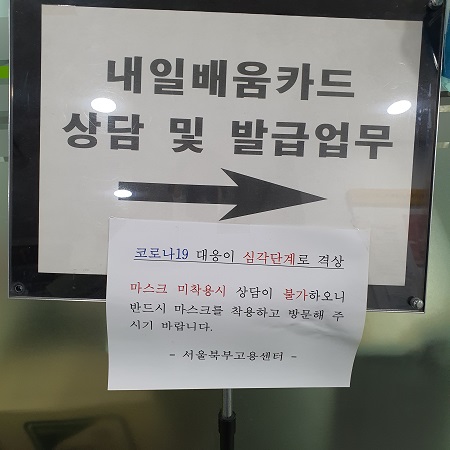 내일배움카드
상담 및 발급업무
코로나19 대응이 심각단계로 격상
마스크 미착용시 상담이 불가하오니
반드시 마스크를 착용하고 방문해 주
시기 바랍니다.
- 서울북부고용센터 -